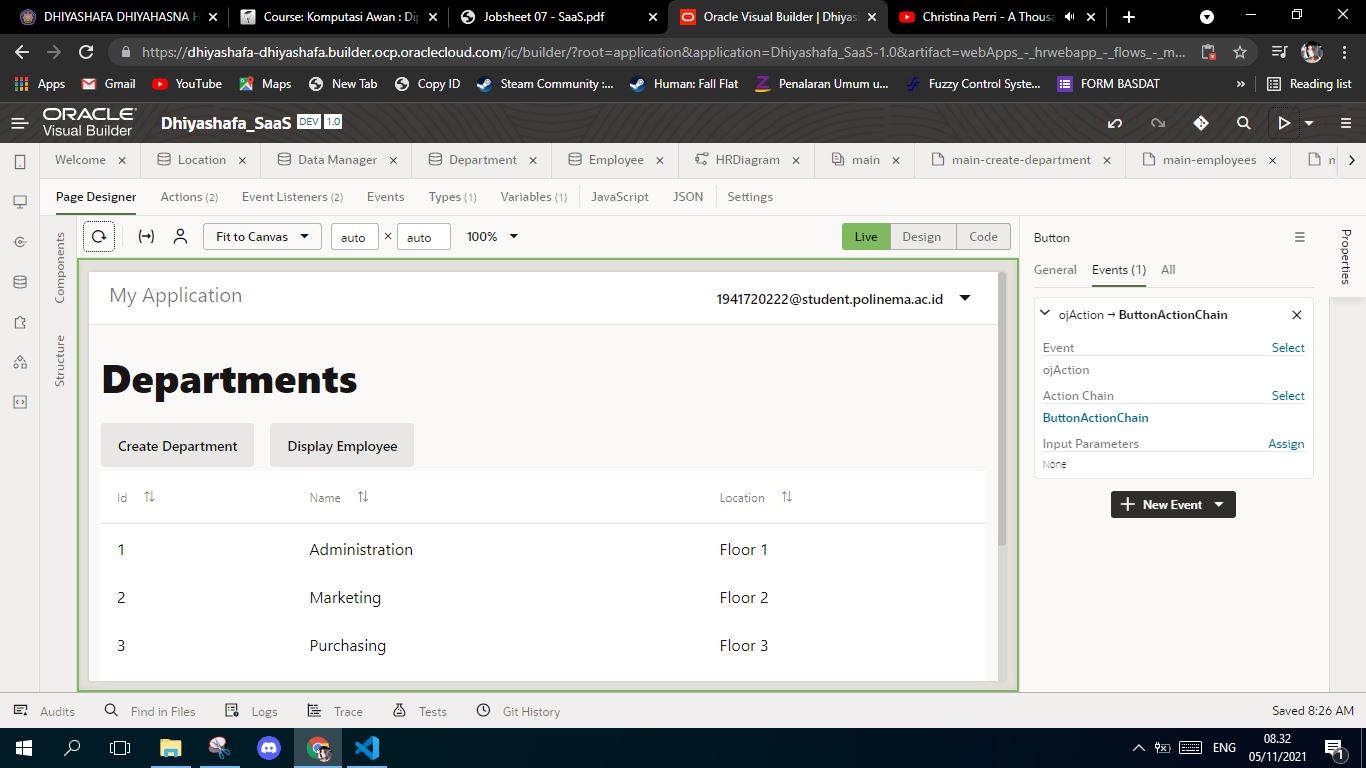 DHIYASHAFA DHIYAHASNA H
Course: Komputasi Awan : Dip
Jobsheet 07 - SaaS.pdf
Oracle Visual Builder | Dhiyash
Christina Perri - A Thousa
https://dhiyashafa-dhiyashafa.builder.ocp.oraclecloud.com/ic/builder/?root=application&application=Dhiyashafa_SaaS-1.0&artifact=webApps_-_hrwebapp_-_flows_-_m...
Apps
Gmail
YouTube
Maps
New Tab
Copy ID
Steam Community :...
Human: Fall Flat
Penalaran Umum u...
Fuzzy Control Syste...
FORM BASDAT
»
Reading list
ORACLE
Visual Builder
Dhiyashafa_SaaS DEV 1.0
Welcome
Location
Data Manager
Department
Employee
HRDiagram
main
main-create-department
main-employees
Page Designer
Actions (2)
Event Listeners (2)
Events
Types (1)
Variables (1)
JavaScript
JSON
Settings
Components
Structure
Fit to Canvas
auto × auto
100%
Live
Design
Code
My Application
1941720222@student.polinema.ac.id
Departments
Create Department
Display Employee
Id
Name
Location
1 Administration Floor 1
2 Marketing Floor 2
3 Purchasing Floor 3
Button
General
Events (1)
All
ojAction → ButtonActionChain
Event
Select
ojAction
Action Chain
Select
ButtonActionChain
Input Parameters
Assign
None
New Event
Properties
Audits
Find in Files
Logs
Trace
Tests
Git History
Saved 8:26 AM
ENG
08.32
05/11/2021
1